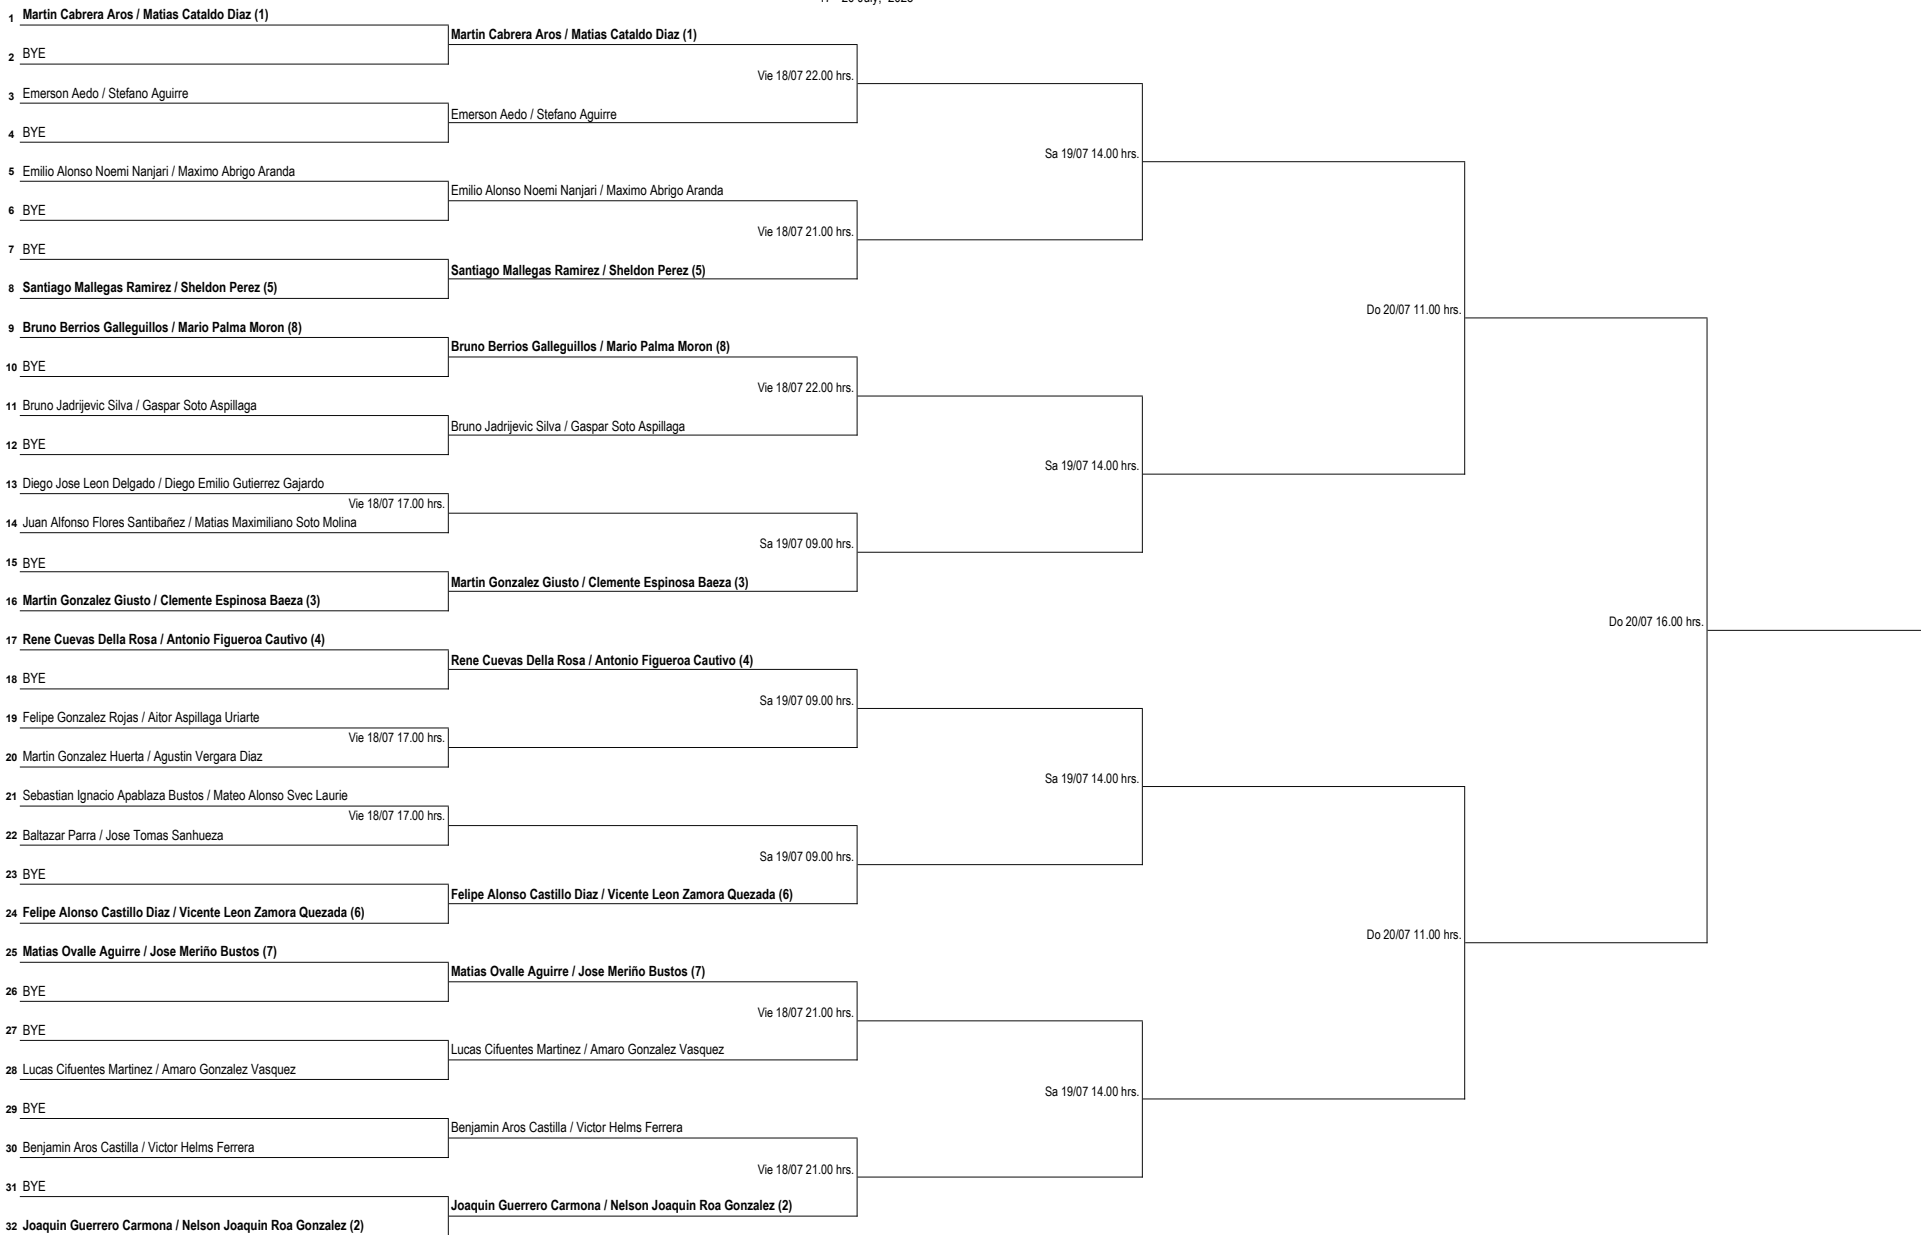 1 Martin Cabrera Aros / Matias Cataldo Diaz (1)
Martin Cabrera Aros / Matias Cataldo Diaz (1)
2 BYE
Vie 18/07 22.00 hrs.
3 Emerson Aedo / Stefano Aguirre
Emerson Aedo / Stefano Aguirre
4 BYE
Sa 19/07 14.00 hrs.
5 Emilio Alonso Noemi Nanjari / Maximo Abrigo Aranda
Emilio Alonso Noemi Nanjari / Maximo Abrigo Aranda
6 BYE
Vie 18/07 21.00 hrs.
7 BYE
Santiago Mallegas Ramirez / Sheldon Perez (5)
8 Santiago Mallegas Ramirez / Sheldon Perez (5)
Do 20/07 11.00 hrs.
9 Bruno Berrios Galleguillos / Mario Palma Moron (8)
Bruno Berrios Galleguillos / Mario Palma Moron (8)
10 BYE
Vie 18/07 22.00 hrs.
11 Bruno Jadrijevic Silva / Gaspar Soto Aspillaga
Bruno Jadrijevic Silva / Gaspar Soto Aspillaga
12 BYE
Sa 19/07 14.00 hrs.
13 Diego Jose Leon Delgado / Diego Emilio Gutierrez Gajardo
Vie 18/07 17.00 hrs.
14 Juan Alfonso Flores Santibañez / Matias Maximiliano Soto Molina
Sa 19/07 09.00 hrs.
15 BYE
Martin Gonzalez Giusto / Clemente Espinosa Baeza (3)
16 Martin Gonzalez Giusto / Clemente Espinosa Baeza (3)
Do 20/07 16.00 hrs.
17 Rene Cuevas Della Rosa / Antonio Figueroa Cautivo (4)
Rene Cuevas Della Rosa / Antonio Figueroa Cautivo (4)
18 BYE
Sa 19/07 09.00 hrs.
19 Felipe Gonzalez Rojas / Aitor Aspillaga Uriarte
Vie 18/07 17.00 hrs.
20 Martin Gonzalez Huerta / Agustin Vergara Diaz
Sa 19/07 14.00 hrs.
21 Sebastian Ignacio Apablaza Bustos / Mateo Alonso Svec Laurie
Vie 18/07 17.00 hrs.
22 Baltazar Parra / Jose Tomas Sanhueza
Sa 19/07 09.00 hrs.
23 BYE
Felipe Alonso Castillo Diaz / Vicente Leon Zamora Quezada (6)
24 Felipe Alonso Castillo Diaz / Vicente Leon Zamora Quezada (6)
Do 20/07 11.00 hrs.
25 Matias Ovalle Aguirre / Jose Meriño Bustos (7)
Matias Ovalle Aguirre / Jose Meriño Bustos (7)
26 BYE
Vie 18/07 21.00 hrs.
27 BYE
Lucas Cifuentes Martinez / Amaro Gonzalez Vasquez
28 Lucas Cifuentes Martinez / Amaro Gonzalez Vasquez
Sa 19/07 14.00 hrs.
29 BYE
Benjamin Aros Castilla / Victor Helms Ferrera
30 Benjamin Aros Castilla / Victor Helms Ferrera
Vie 18/07 21.00 hrs.
31 BYE
Joaquin Guerrero Carmona / Nelson Joaquin Roa Gonzalez (2)
32 Joaquin Guerrero Carmona / Nelson Joaquin Roa Gonzalez (2)